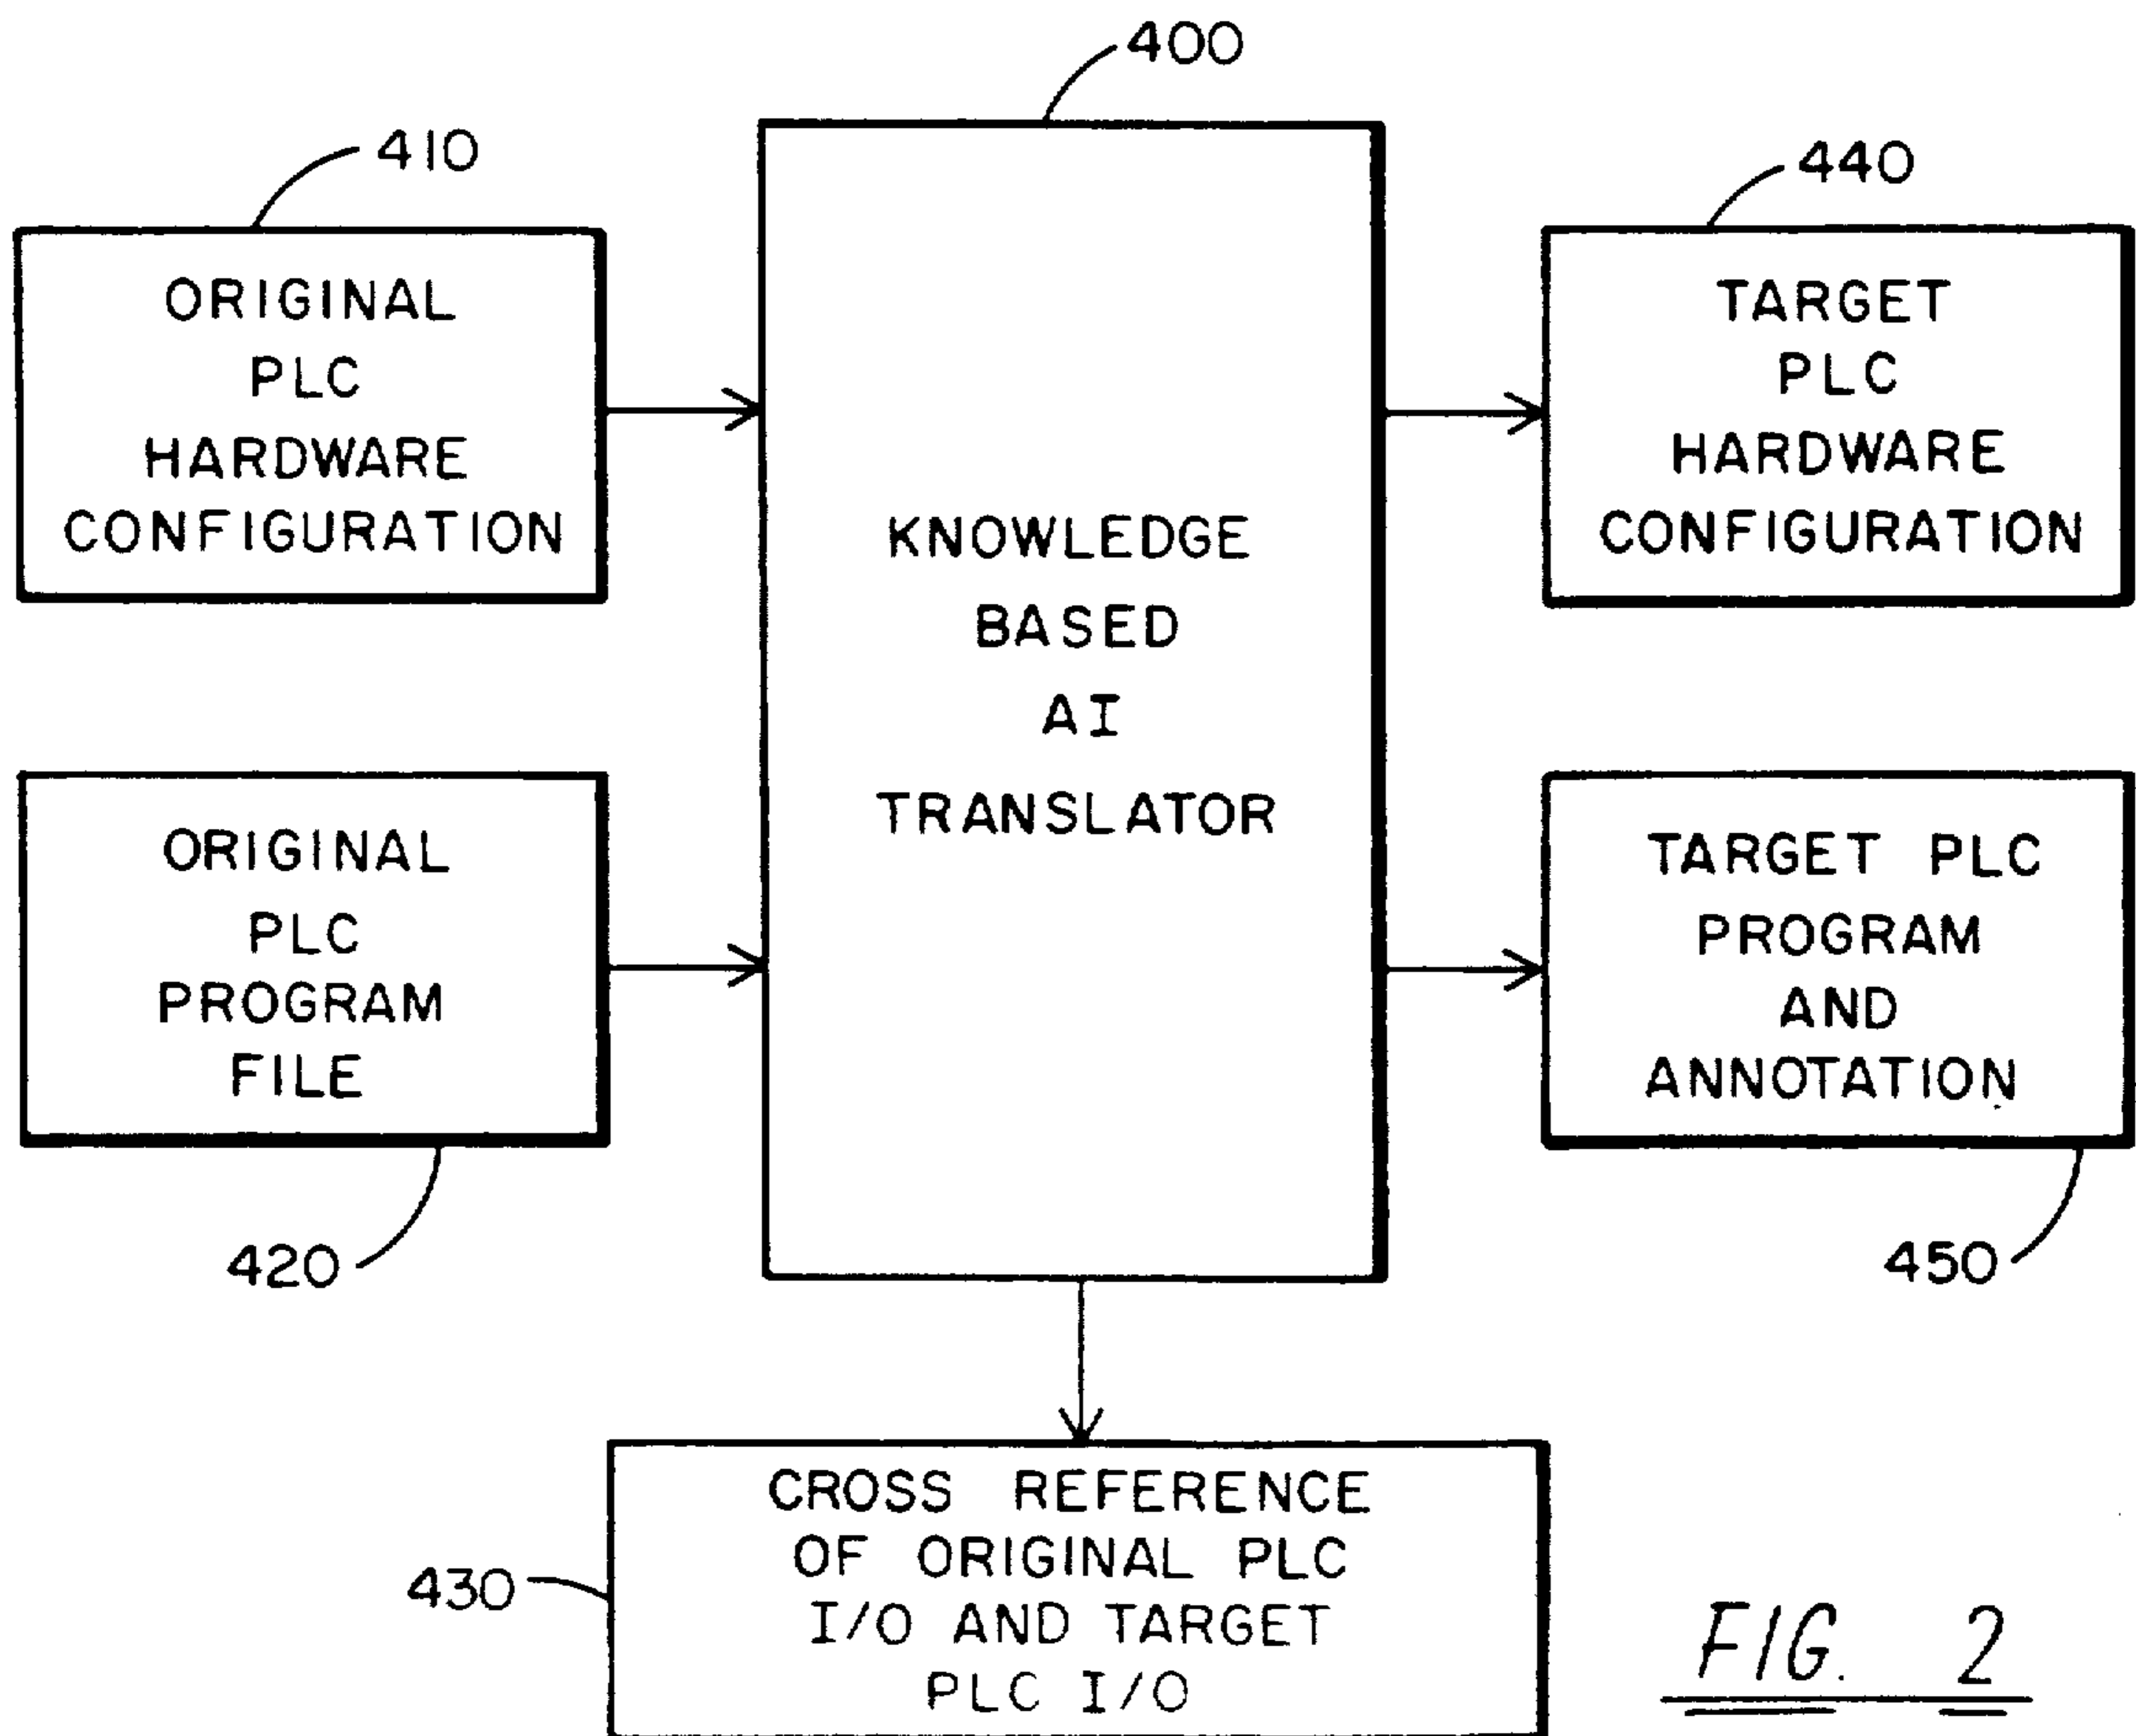 400
410
440
ORIGINAL
PLC
HARDWARE
CONFIGURATION
KNOWLEDGE
BASED
AI
TRANSLATOR
TARGET
PLC
HARDWARE
CONFIGURATION
ORIGINAL
PLC
PROGRAM
FILE
TARGET PLC
PROGRAM
AND
ANNOTATION
420
450
CROSS REFERENCE
OF ORIGINAL PLC
I/O AND TARGET
PLC I/O
430
FIG. 2